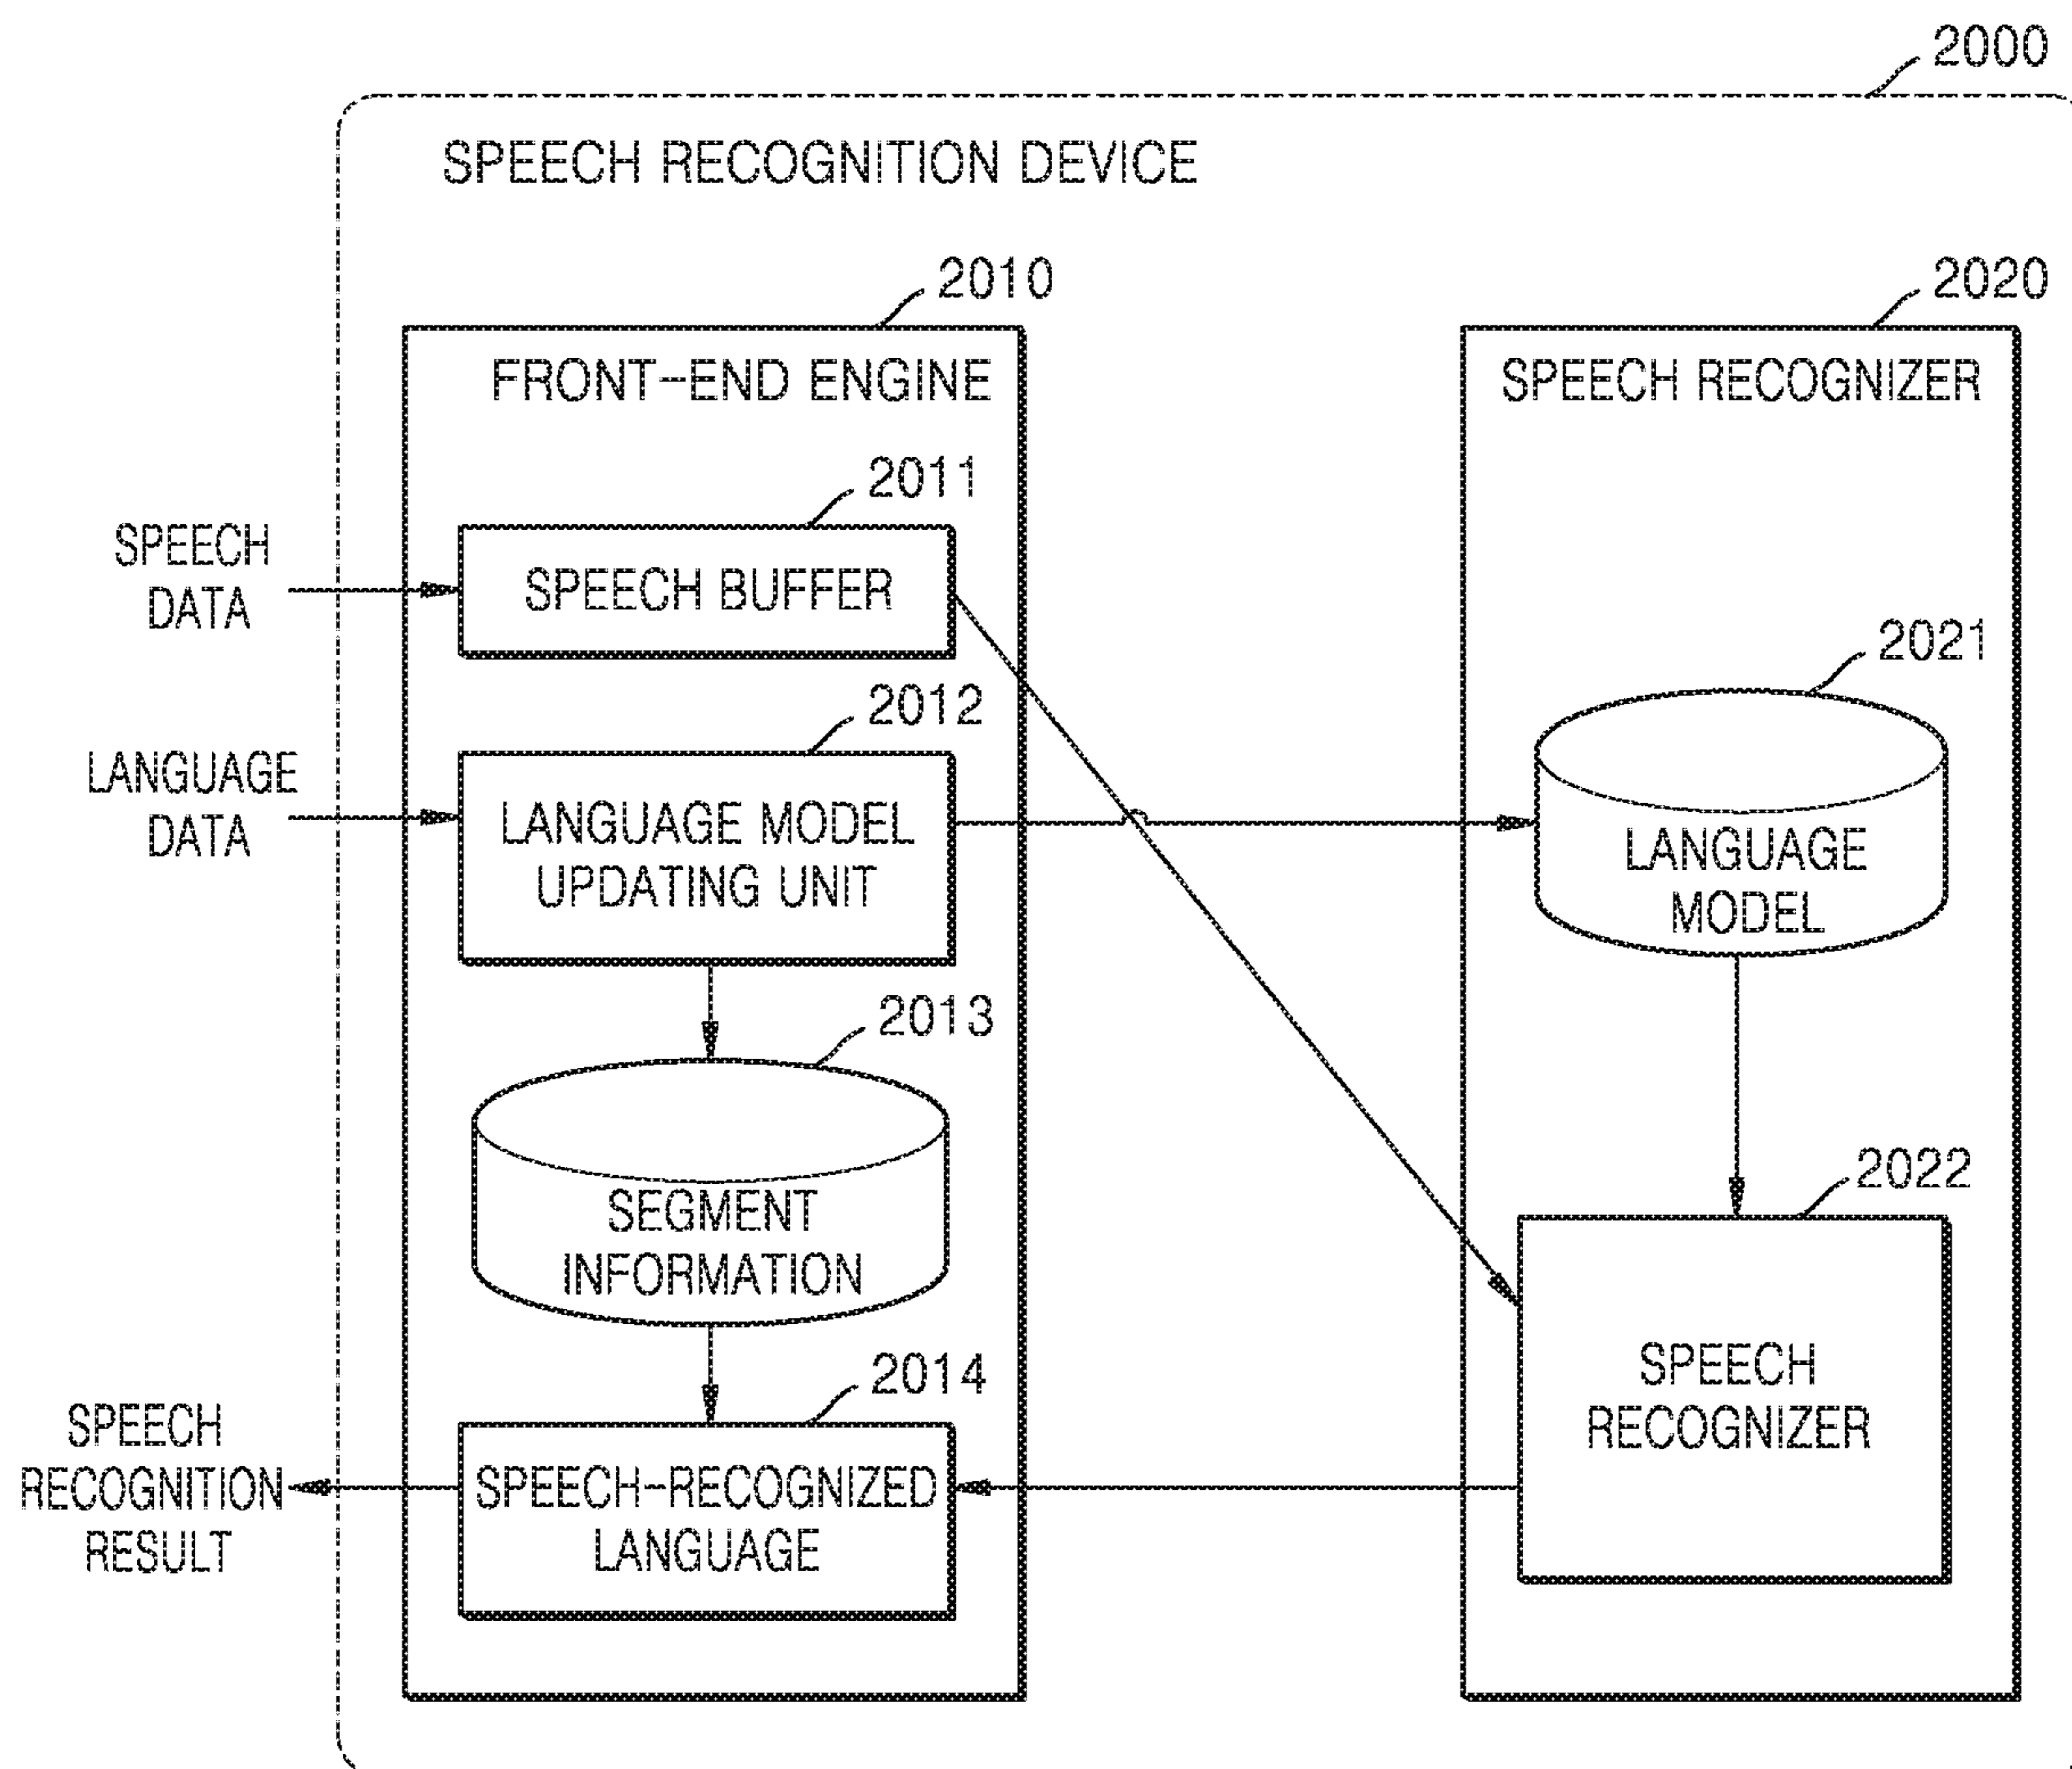 2000
SPEECH RECOGNITION DEVICE
2010
2020
FRONT-END ENGINE
SPEECH RECOGNIZER
2011
SPEECH
DATA
SPEECH BUFFER
2021
2012
LANGUAGE
DATA
LANGUAGE MODEL
UPDATING UNIT
LANGUAGE
MODEL
2013
SEGMENT
INFORMATION
2022
SPEECH
RECOGNIZER
2014
SPEECH
RECOGNITION
RESULT
SPEECH-RECOGNIZED
LANGUAGE